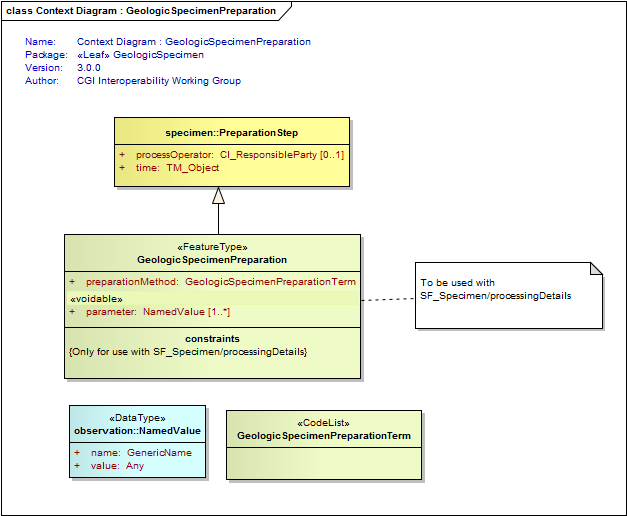 class Context Diagram : GeologicSpecimenPreparation
Name: Context Diagram : GeologicSpecimenPreparation
Package: «Leaf» GeologicSpecimen
Version: 3.0.0
Author: CGI Interoperability Working Group
specimen::PreparationStep
+ processOperator: CI_ResponsibleParty [0..1]
+ time: TM_Object
«FeatureType»
GeologicSpecimenPreparation
+ preparationMethod: GeologicSpecimenPreparationTerm
«voidable»
+ parameter: NamedValue [1..*]
constraints
{Only for use with SF_Specimen/processingDetails}
To be used with
SF_Specimen/processingDetails
«DataType»
observation::NamedValue
+ name: GenericName
+ value: Any
«CodeList»
GeologicSpecimenPreparationTerm